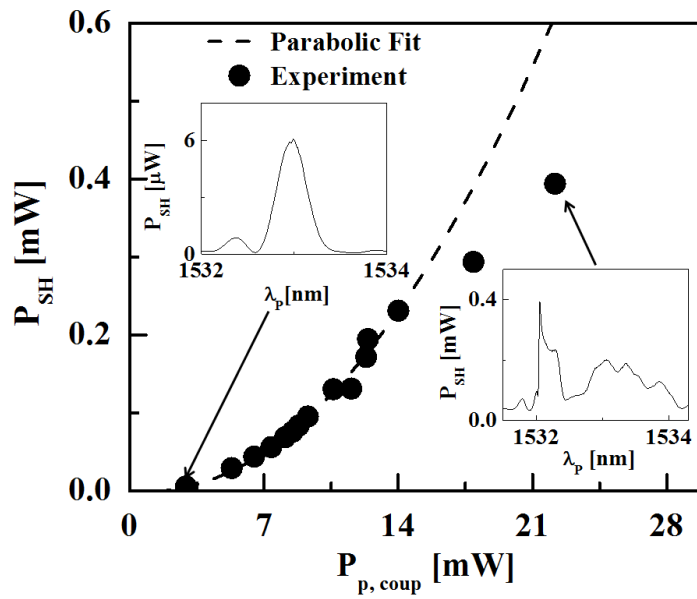 0.6
Parabolic Fit
Experiment
6
P_SH [μW]
0
1532 1534
λ_P[nm]
0.4
P_SH [mW]
0.4
P_SH [mW]
0.0
1532 1534
λ_P [nm]
0.2
0.0
0 7 14 21 28
P_p, coup [mW]